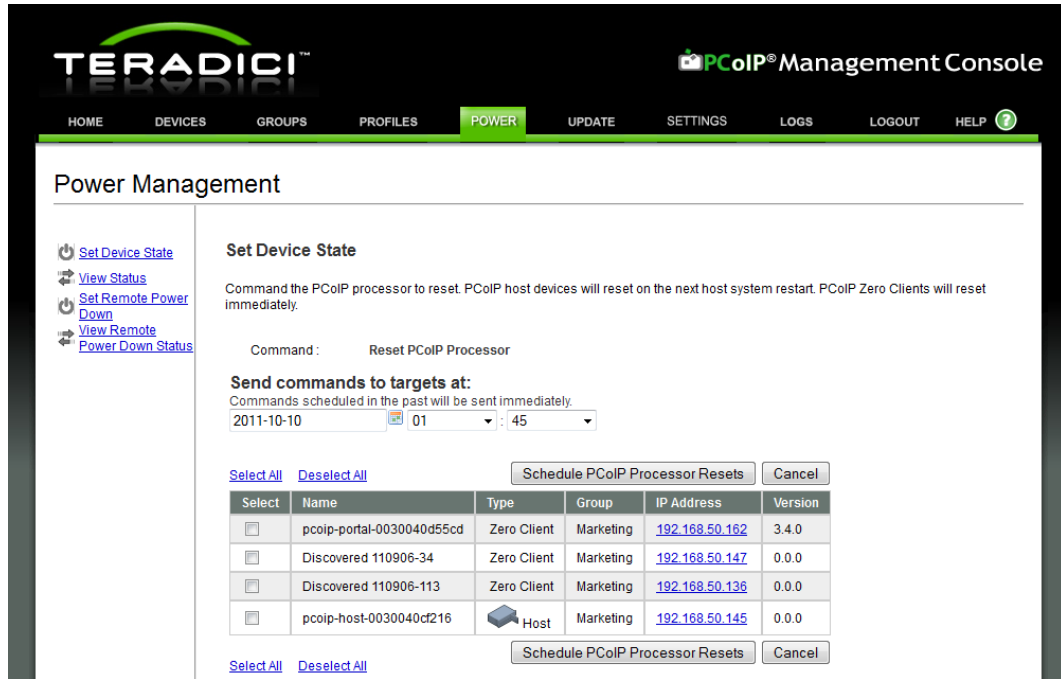 TERADICI™
PCoIP® Management Console
HOME DEVICES GROUPS PROFILES POWER UPDATE SETTINGS LOGS LOGOUT HELP ?
Power Management
Set Device State
View Status
Set Remote Power
Down
View Remote
Power Down Status
Set Device State
Command the PCoIP processor to reset. PCoIP host devices will reset on the next host system restart. PCoIP Zero Clients will reset
immediately.
Command : Reset PCoIP Processor
Send commands to targets at:
Commands scheduled in the past will be sent immediately.
2011-10-10 01 : 45
Select All Deselect All Schedule PCoIP Processor Resets Cancel
Select Name Type Group IP Address Version
pcoip-portal-0030040d55cd Zero Client Marketing 192.168.50.162 3.4.0
Discovered 110906-34 Zero Client Marketing 192.168.50.147 0.0.0
Discovered 110906-113 Zero Client Marketing 192.168.50.136 0.0.0
pcoip-host-0030040cf216 Host Marketing 192.168.50.145 0.0.0
Select All Deselect All Schedule PCoIP Processor Resets Cancel